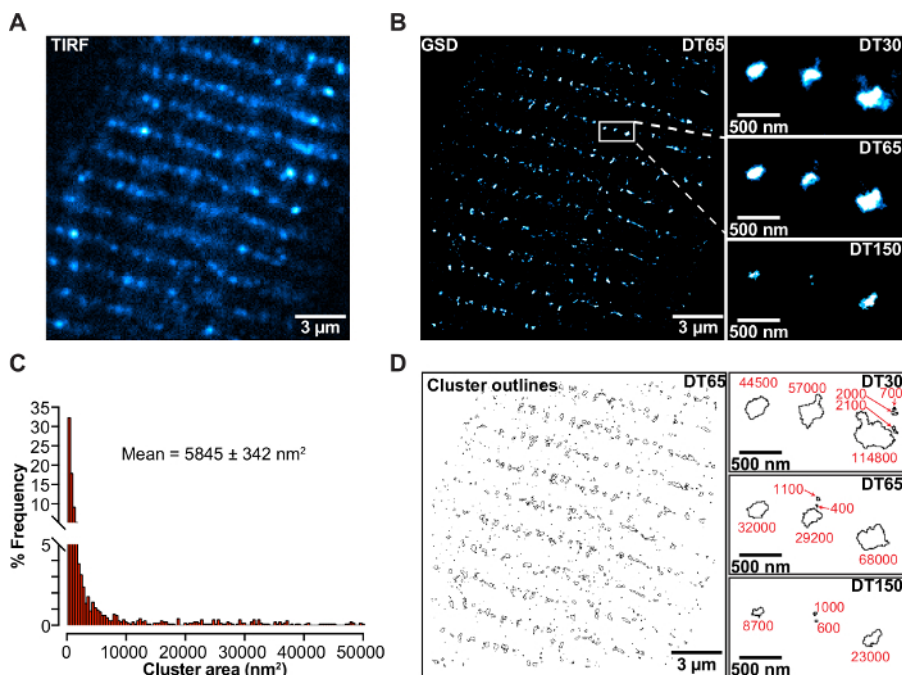 A
TIRF
3 µm
B
GSD
DT65
3 µm
DT30
500 nm
DT65
500 nm
DT150
500 nm
C
% Frequency
35
30
25
20
15
10
5
0
Mean = 5845 ± 342 nm²
0 10000 20000 30000 40000 50000
Cluster area (nm²)
D
Cluster outlines
DT65
3 µm
DT30
44500
57000
2000
700
2100
114800
500 nm
DT65
1100
400
32000
29200
68000
500 nm
DT150
8700
1000
600
23000
500 nm